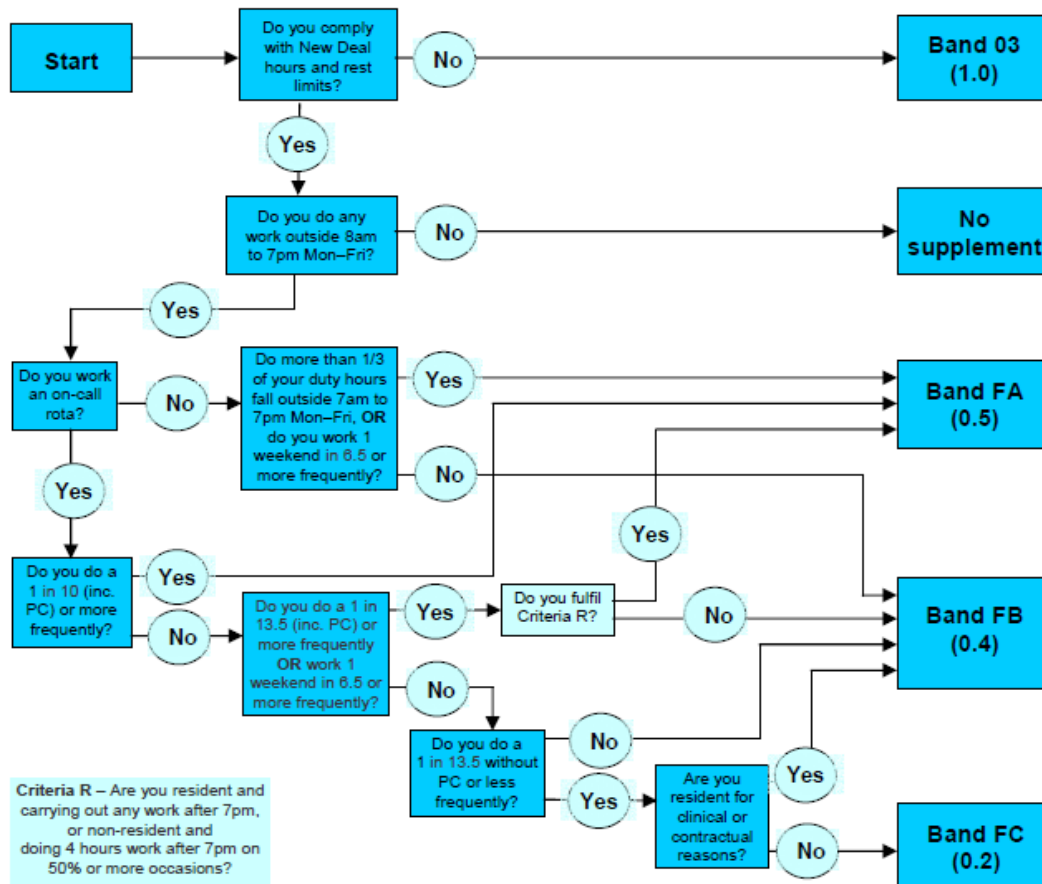 Start
Do you comply
with New Deal
hours and rest
limits?
No
Band 03
(1.0)
Yes
Do you do any
work outside 8am
to 7pm Mon–Fri?
No
No
supplement
Yes
Do you work
an on-call
rota?
No
Do more than 1/3
of your duty hours
fall outside 7am to
7pm Mon–Fri, OR
do you work 1
weekend in 6.5 or
more frequently?
Yes
No
Band FA
(0.5)
Yes
Do you do a
1 in 10 (inc.
PC) or more
frequently?
Yes
No
Do you do a 1 in
13.5 (inc. PC) or
more frequently
OR work 1
weekend in 6.5 or
more frequently?
Yes
No
Do you fulfil
Criteria R?
Yes
No
Band FB
(0.4)
Do you do a
1 in 13.5 without
PC or less
frequently?
No
Yes
Are you
resident for
clinical or
contractual
reasons?
Yes
No
Band FC
(0.2)
Criteria R – Are you resident and
carrying out any work after 7pm,
or non-resident and
doing 4 hours work after 7pm on
50% or more occasions?